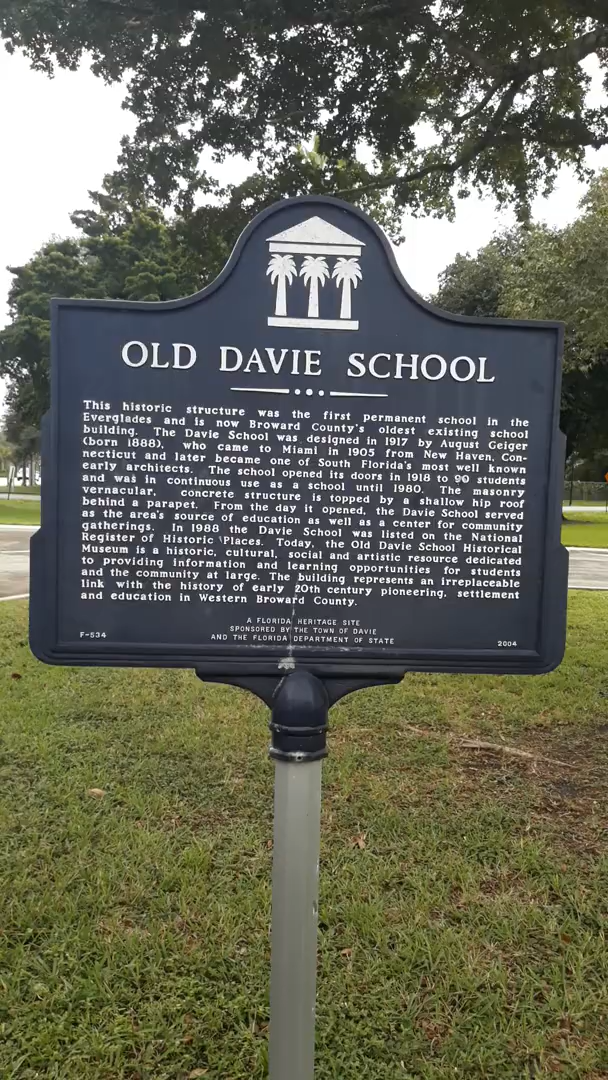 OLD DAVIE SCHOOL
This historic structure was the first permanent school in the
Everglades and is now Broward County's oldest existing school
building. The Davie School was designed in 1917 by August Geiger
(born 1888), who came to Miami in 1905 from New Haven, Con-
necticut and later became one of South Florida's most well known
early architects. The school opened its doors in 1918 to 90 students
and was in continuous use as a school until 1980. The masonry
vernacular, concrete structure is topped by a shallow hip roof
behind a parapet. From the day it opened, the Davie School served
as the area's source of education as well as a center for community
gatherings. In 1988 the Davie School was listed on the National
Register of Historic Places. Today, the Old Davie School Historical
Museum is a historic, cultural, social and artistic resource dedicated
to providing information and learning opportunities for students
and the community at large. The building represents an irreplaceable
link with the history of early 20th century pioneering, settlement
and education in Western Broward County.
A FLORIDA HERITAGE SITE
SPONSORED BY THE TOWN OF DAVIE
AND THE FLORIDA DEPARTMENT OF STATE
F-534
2004